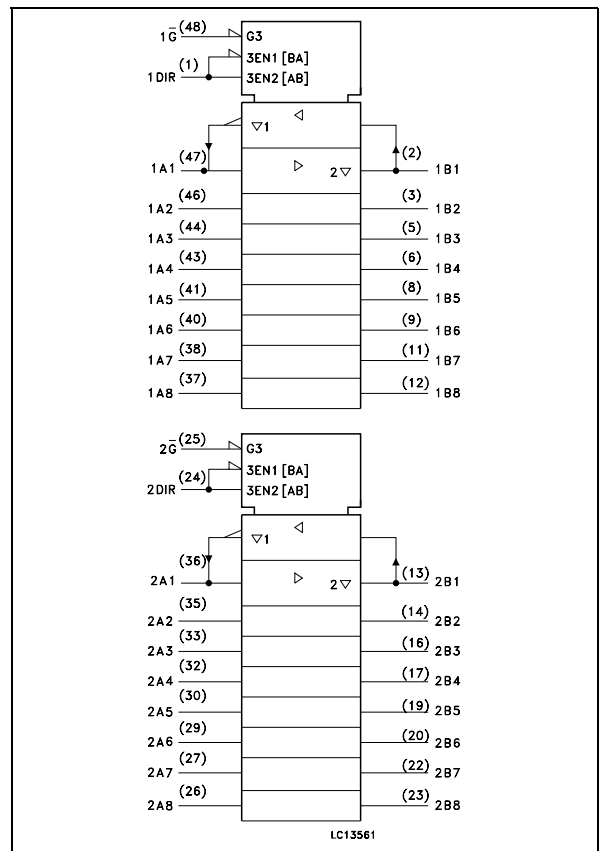 1G̅ (48) G3
3EN1 [BA]
1DIR (1) 3EN2 [AB]
◁
▽1
1A1 (47) ▷ 2▽ (2) 1B1
1A2 (46) (3) 1B2
1A3 (44) (5) 1B3
1A4 (43) (6) 1B4
1A5 (41) (8) 1B5
1A6 (40) (9) 1B6
1A7 (38) (11) 1B7
1A8 (37) (12) 1B8
2G̅ (25) G3
3EN1 [BA]
2DIR (24) 3EN2 [AB]
◁
▽1
2A1 (36) ▷ 2▽ (13) 2B1
2A2 (35) (14) 2B2
2A3 (33) (16) 2B3
2A4 (32) (17) 2B4
2A5 (30) (19) 2B5
2A6 (29) (20) 2B6
2A7 (27) (22) 2B7
2A8 (26) (23) 2B8
LC13561